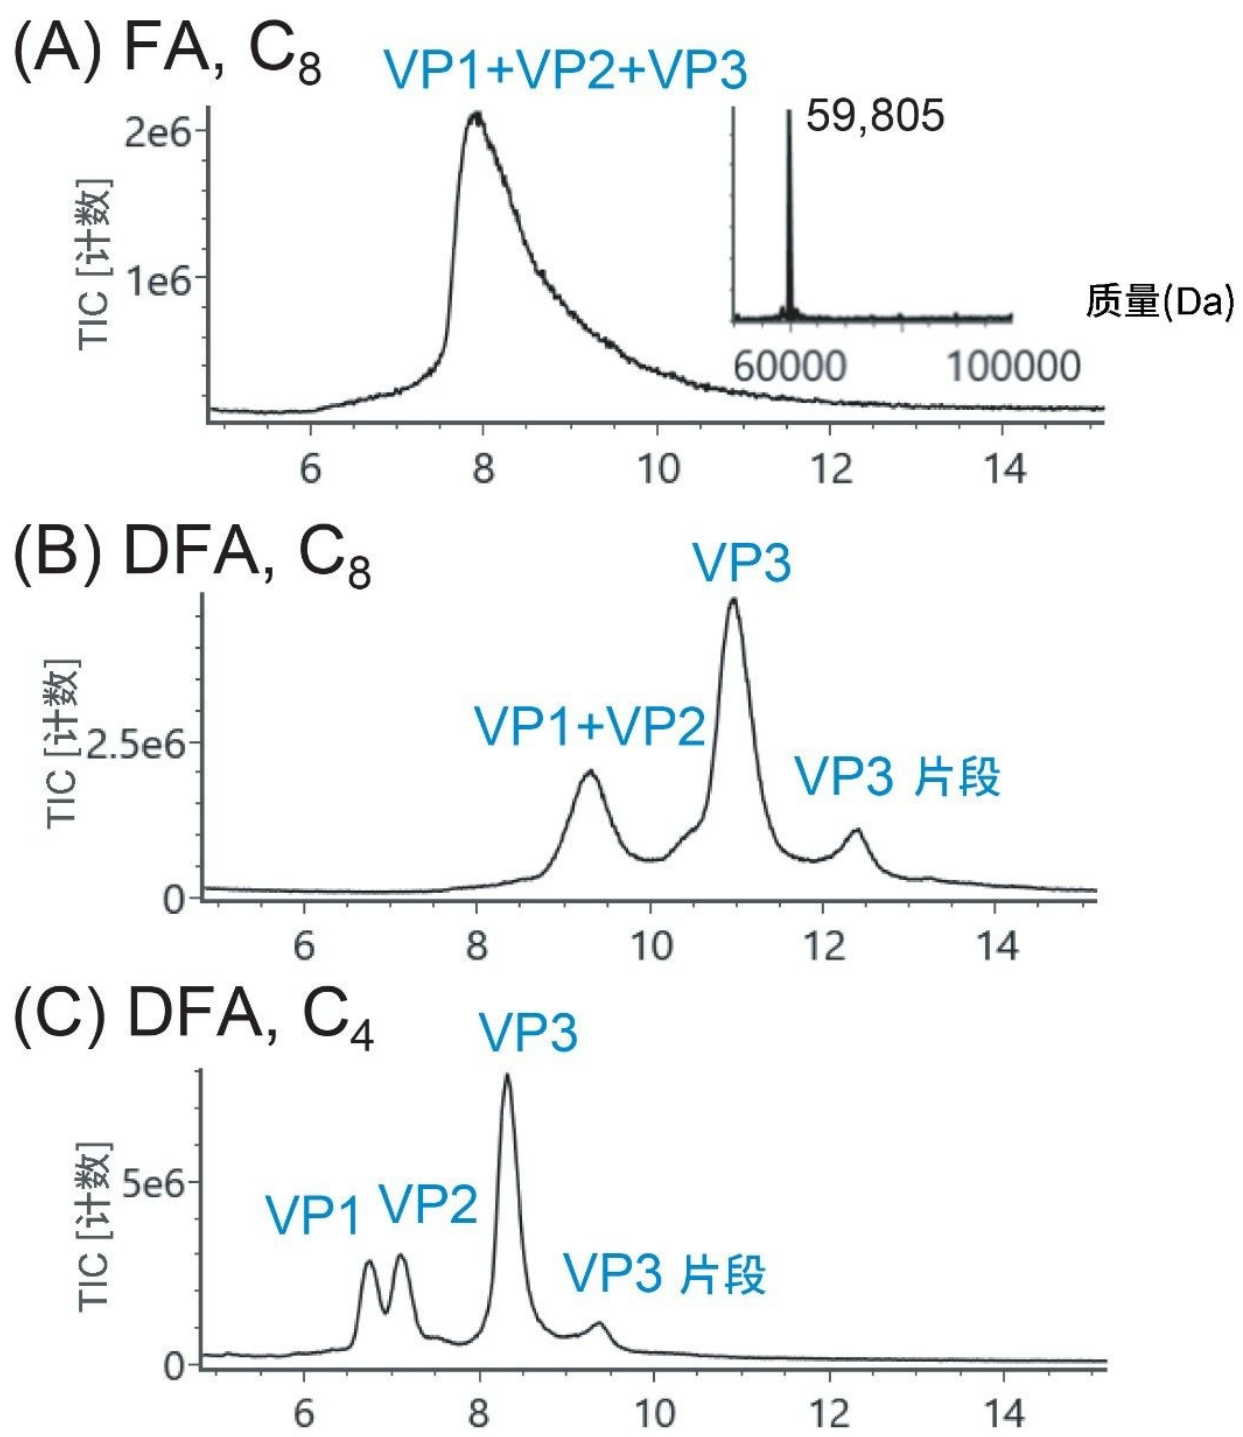 (A) FA, C₈
VP1+VP2+VP3
59,805
2e6
1e6
TIC [计数]
质量(Da)
60000 100000
6 8 10 12 14
(B) DFA, C₈
VP3
VP1+VP2
VP3 片段
2.5e6
0
TIC [计数]
6 8 10 12 14
(C) DFA, C₄
VP3
VP1 VP2
VP3 片段
5e6
0
TIC [计数]
6 8 10 12 14